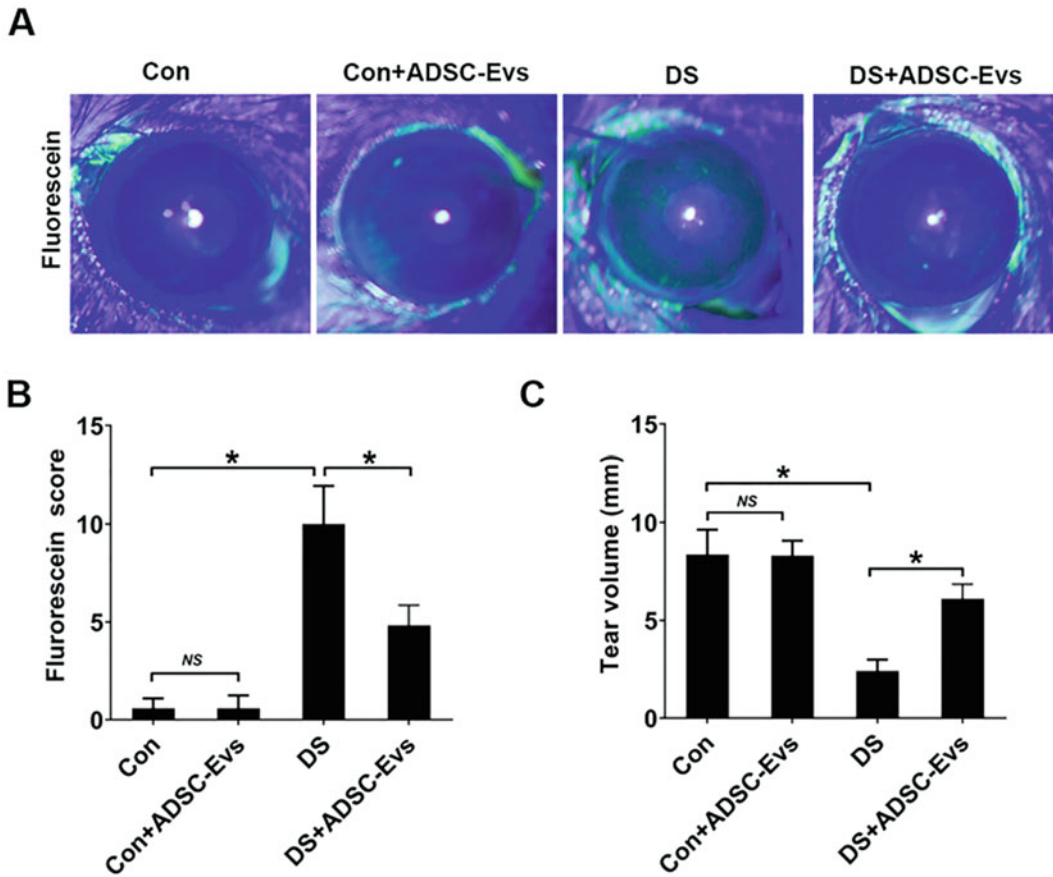 A
Con
Con+ADSC-Evs
DS
DS+ADSC-Evs
Fluorescein
B
Flurorescein score
15
10
5
0
*
*
NS
Con
Con+ADSC-Evs
DS
DS+ADSC-Evs
C
Tear volume (mm)
15
10
5
0
*
NS
*
Con
Con+ADSC-Evs
DS
DS+ADSC-Evs